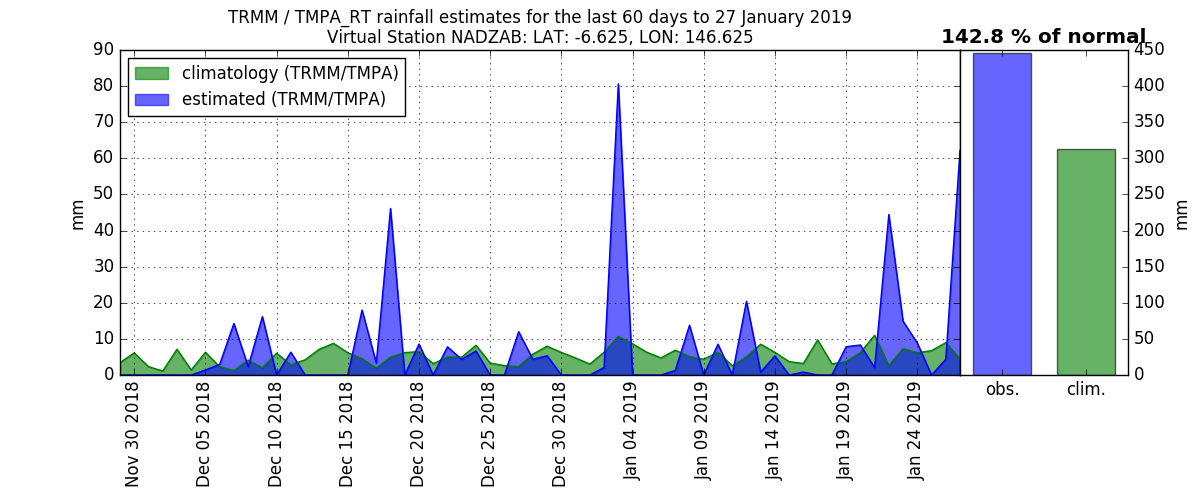 TRMM / TMPA_RT rainfall estimates for the last 60 days to 27 January 2019
Virtual Station NADZAB: LAT: -6.625, LON: 146.625
142.8 % of normal
climatology (TRMM/TMPA)
estimated (TRMM/TMPA)
90
80
70
60
50
40
30
20
10
0
mm
450
400
350
300
250
200
150
100
50
0
mm
Nov 30 2018
Dec 05 2018
Dec 10 2018
Dec 15 2018
Dec 20 2018
Dec 25 2018
Dec 30 2018
Jan 04 2019
Jan 09 2019
Jan 14 2019
Jan 19 2019
Jan 24 2019
obs.
clim.